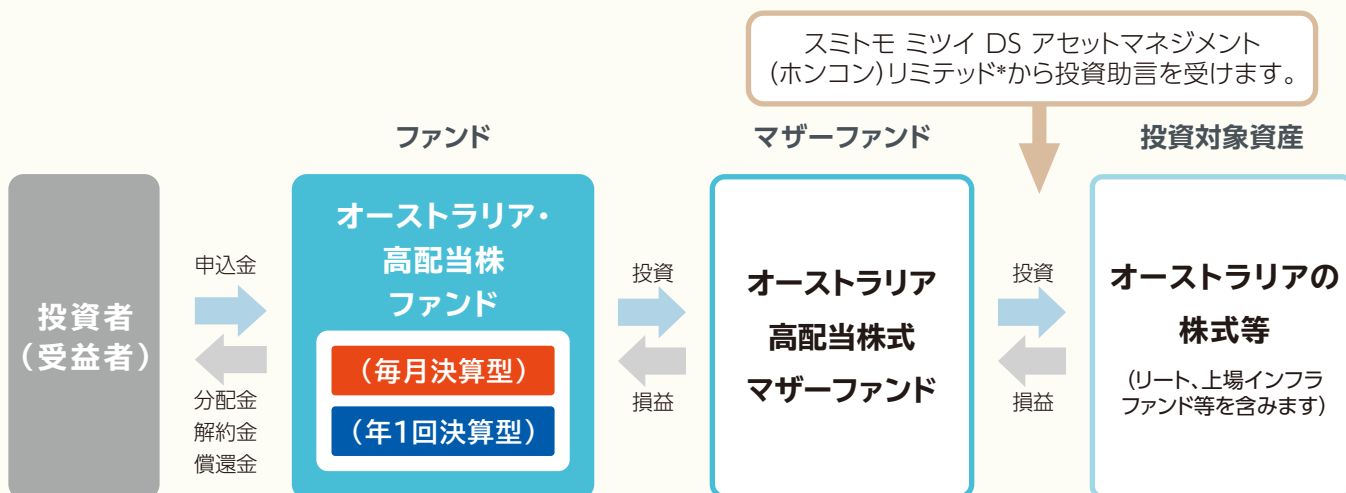 スミトモ ミツイ DS アセットマネジメント
(ホンコン)リミテッド*から投資助言を受けます。
ファンド
マザーファンド
投資対象資産
投資者
(受益者)
申込金
分配金
解約金
償還金
オーストラリア・
高配当株
ファンド
(毎月決算型)
(年1回決算型)
投資
損益
オーストラリア
高配当株式
マザーファンド
投資
損益
オーストラリアの
株式等
(リート、上場インフラ
ファンド等を含みます)